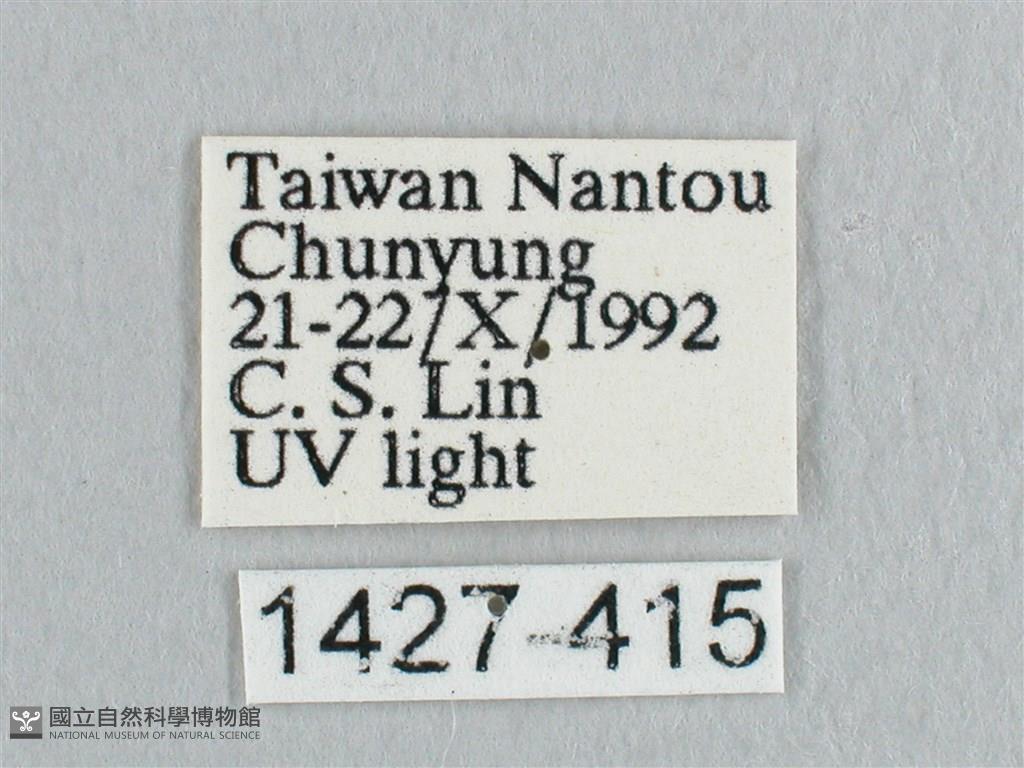 Taiwan Nantou
Chunyung
21-22/X/1992
C. S. Lin
UV light
1427-415
國立自然科學博物館
NATIONAL MUSEUM OF NATURAL SCIENCE